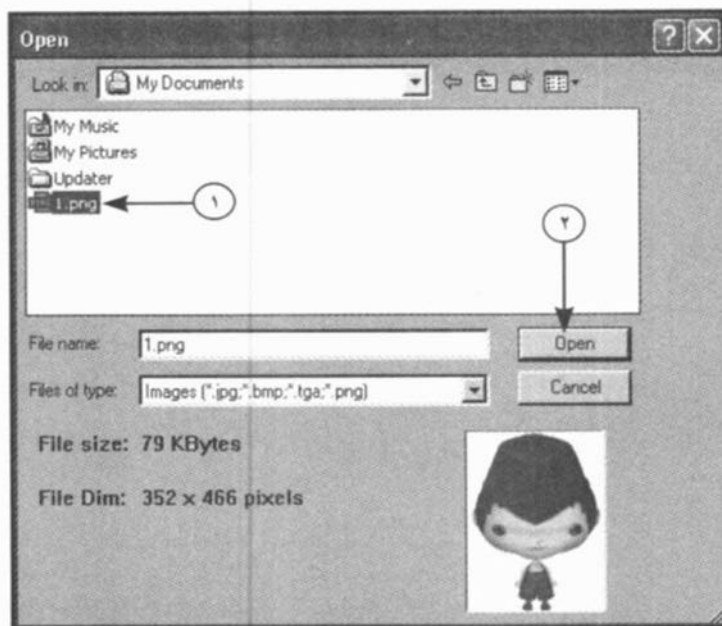 Open
Look in: My Documents
My Music
My Pictures
Updater
1.png
١
٢
File name: 1.png Open
Files of type: Images (*.jpg;*.bmp;*.tga;*.png) Cancel
File size: 79 KBytes
File Dim: 352 x 466 pixels